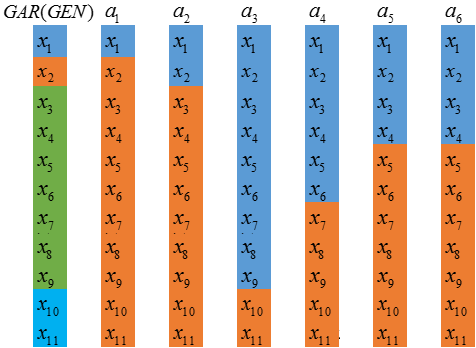 GAR(GEN) a₁ a₂ a₃ a₄ a₅ a₆
x₁ x₁ x₁ x₁ x₁ x₁ x₁
x₂ x₂ x₂ x₂ x₂ x₂ x₂
x₃ x₃ x₃ x₃ x₃ x₃ x₃
x₄ x₄ x₄ x₄ x₄ x₄ x₄
x₅ x₅ x₅ x₅ x₅ x₅ x₅
x₆ x₆ x₆ x₆ x₆ x₆ x₆
x₇ x₇ x₇ x₇ x₇ x₇ x₇
x₈ x₈ x₈ x₈ x₈ x₈ x₈
x₉ x₉ x₉ x₉ x₉ x₉ x₉
x₁₀ x₁₀ x₁₀ x₁₀ x₁₀ x₁₀ x₁₀
x₁₁ x₁₁ x₁₁ x₁₁ x₁₁ x₁₁ x₁₁